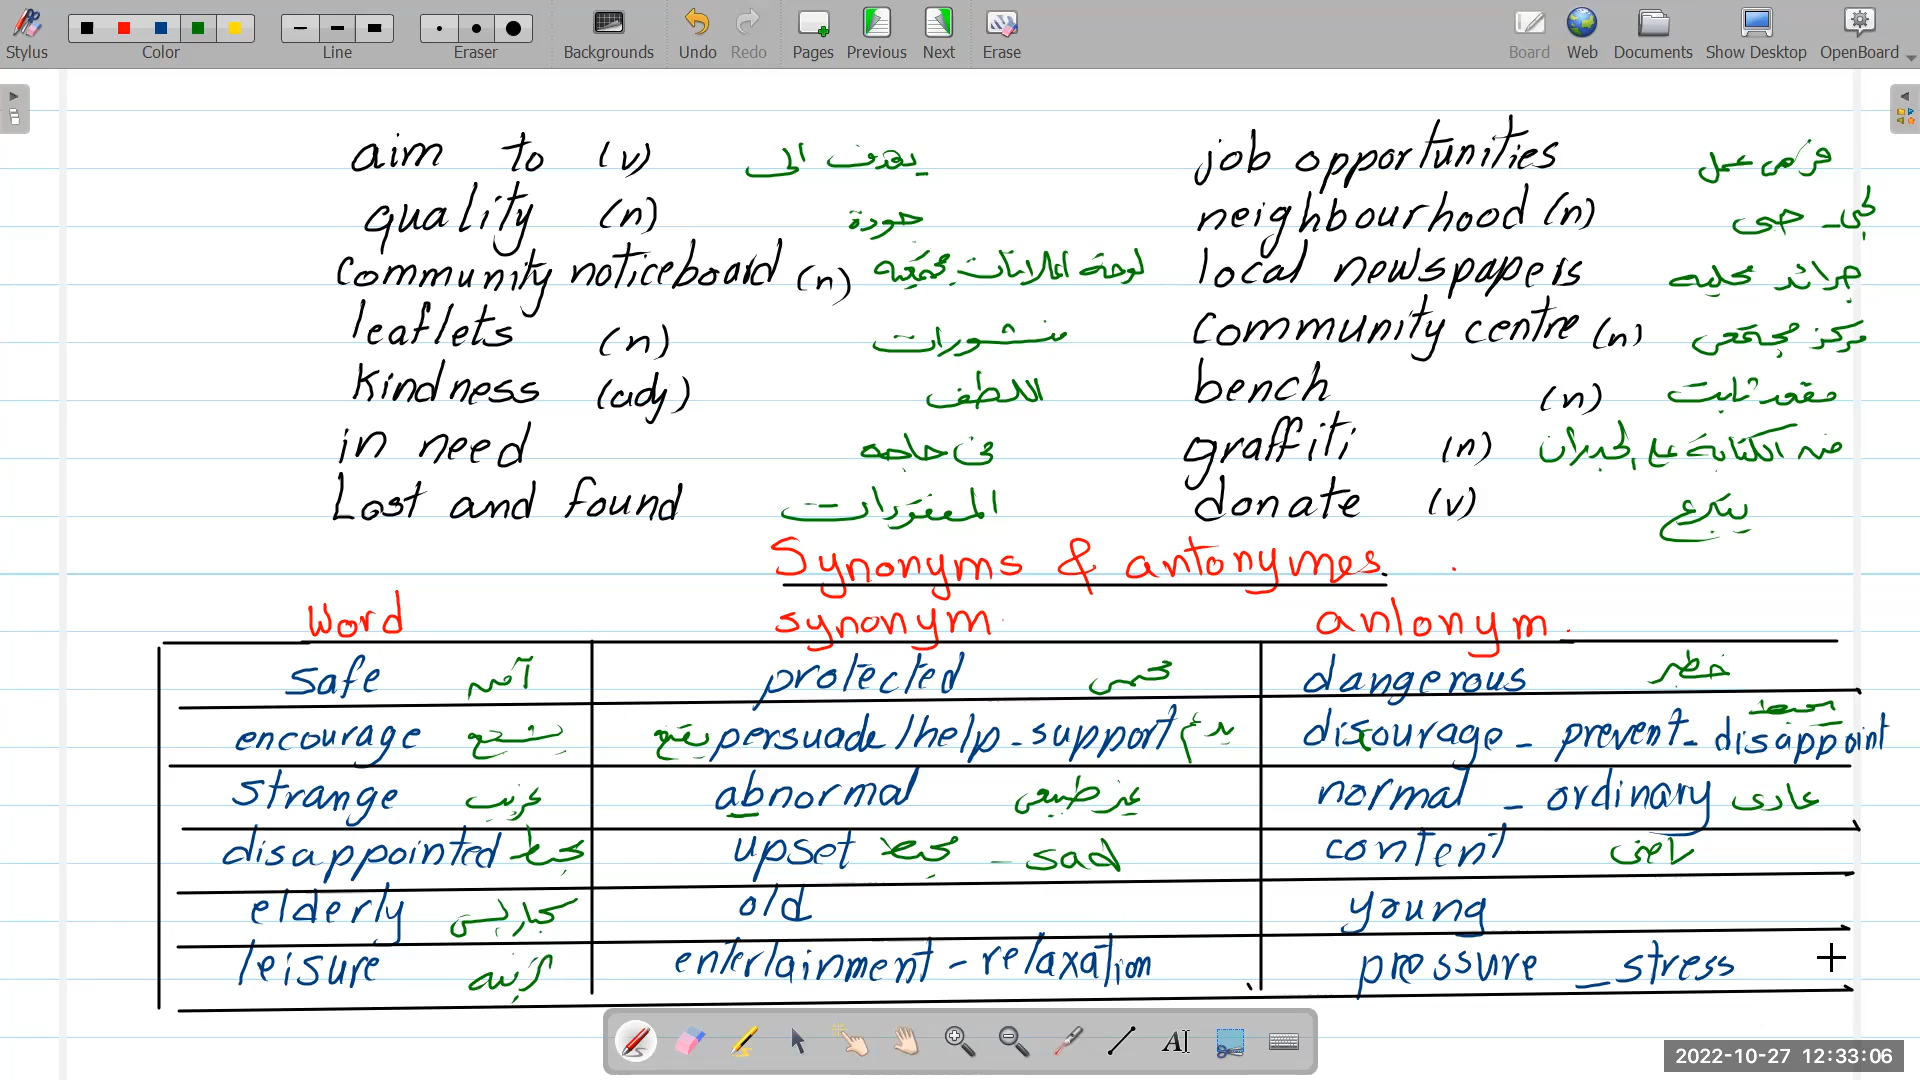 Stylus Color Line Eraser Backgrounds Undo Redo Pages Previous Next Erase Board Web Documents Show Desktop OpenBoard
aim to (v) يهدف الى job opportunities فرص عمل
quality (n) جودة neighbourhood (n) الحى - حى
community noticeboard (n) لوحة اعلانات مجتمعيه local newspapers جرائد محليه
leaflets (n) منشورات community centre (n) مركز مجتمعى
Kindness (adj) اللطف bench (n) مقعد ثابت
in need فى حاجه graffiti (n) فن الكتابة على الجدران
Lost and found المفقودات donate (v) يتبرع
Synonyms & antonymes.
Word synonym antonym
safe آمن protected محمى dangerous خطر
encourage يشجع يقنع persuade / help - support يدعم discourage - prevent - disappoint يحبط
strange غريب abnormal غير طبيعى normal - ordinary عادى
disappointed محبط upset محبط - sad content راضى
elderly كبار السن old young
leisure entertainment - relaxation pressure - stress
2022-10-27 12:33:06